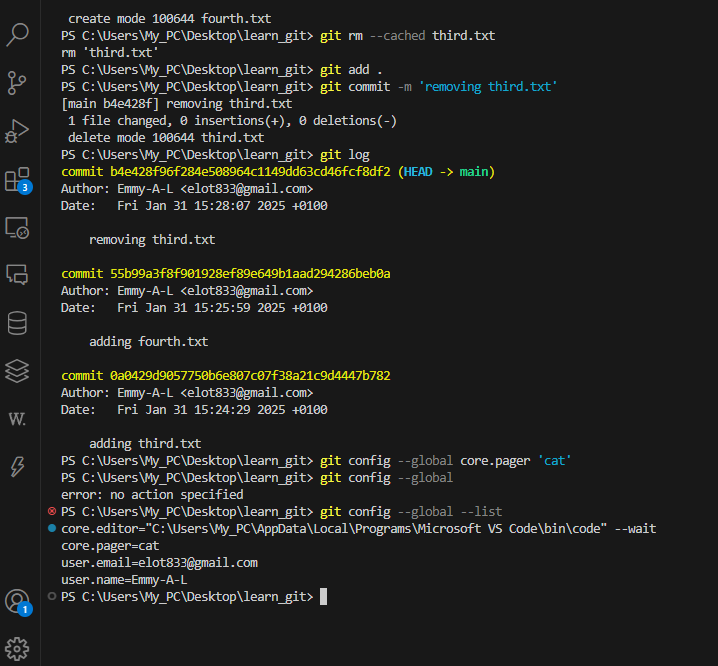 create mode 100644 fourth.txt
PS C:\Users\My_PC\Desktop\learn_git> git rm --cached third.txt
rm 'third.txt'
PS C:\Users\My_PC\Desktop\learn_git> git add .
PS C:\Users\My_PC\Desktop\learn_git> git commit -m 'removing third.txt'
[main b4e428f] removing third.txt
1 file changed, 0 insertions(+), 0 deletions(-)
delete mode 100644 third.txt
PS C:\Users\My_PC\Desktop\learn_git> git log
commit b4e428f96f284e508964c1149dd63cd46fcf8df2 (HEAD -> main)
Author: Emmy-A-L <elot833@gmail.com>
Date:   Fri Jan 31 15:28:07 2025 +0100
removing third.txt
commit 55b99a3f8f901928ef89e649b1aad294286beb0a
Author: Emmy-A-L <elot833@gmail.com>
Date:   Fri Jan 31 15:25:59 2025 +0100
adding fourth.txt
commit 0a0429d9057750b6e807c07f38a21c9d4447b782
Author: Emmy-A-L <elot833@gmail.com>
Date:   Fri Jan 31 15:24:29 2025 +0100
adding third.txt
PS C:\Users\My_PC\Desktop\learn_git> git config --global core.pager 'cat'
PS C:\Users\My_PC\Desktop\learn_git> git config --global
error: no action specified
PS C:\Users\My_PC\Desktop\learn_git> git config --global --list
core.editor="C:\Users\My_PC\AppData\Local\Programs\Microsoft VS Code\bin\code" --wait
core.pager=cat
user.email=elot833@gmail.com
user.name=Emmy-A-L
PS C:\Users\My_PC\Desktop\learn_git>
3
W.
1